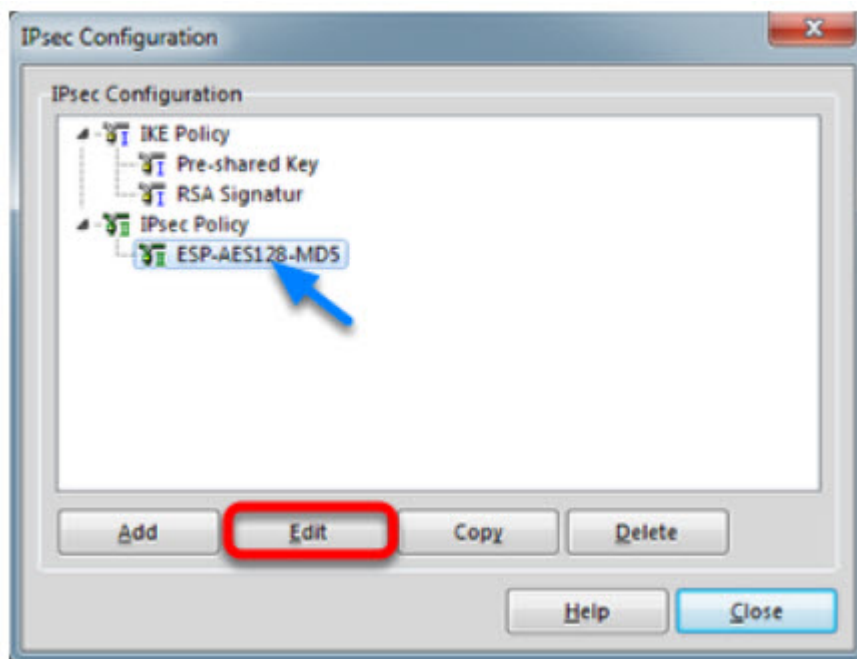 IPsec Configuration
IPsec Configuration
IKE Policy
Pre-shared Key
RSA Signatur
IPsec Policy
ESP-AES128-MD5
Add
Edit
Copy
Delete
Help
Close